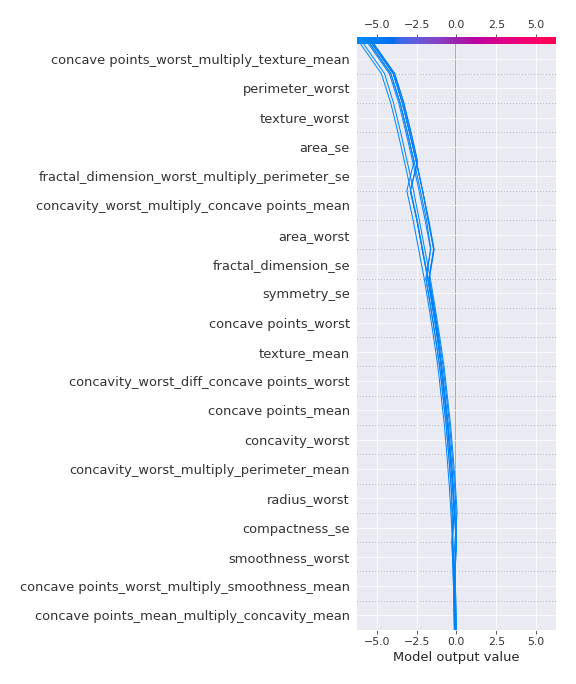 −5.0 −2.5 0.0 2.5 5.0
concave points_worst_multiply_texture_mean
perimeter_worst
texture_worst
area_se
fractal_dimension_worst_multiply_perimeter_se
concavity_worst_multiply_concave points_mean
area_worst
fractal_dimension_se
symmetry_se
concave points_worst
texture_mean
concavity_worst_diff_concave points_worst
concave points_mean
concavity_worst
concavity_worst_multiply_perimeter_mean
radius_worst
compactness_se
smoothness_worst
concave points_worst_multiply_smoothness_mean
concave points_mean_multiply_concavity_mean
−5.0 −2.5 0.0 2.5 5.0
Model output value